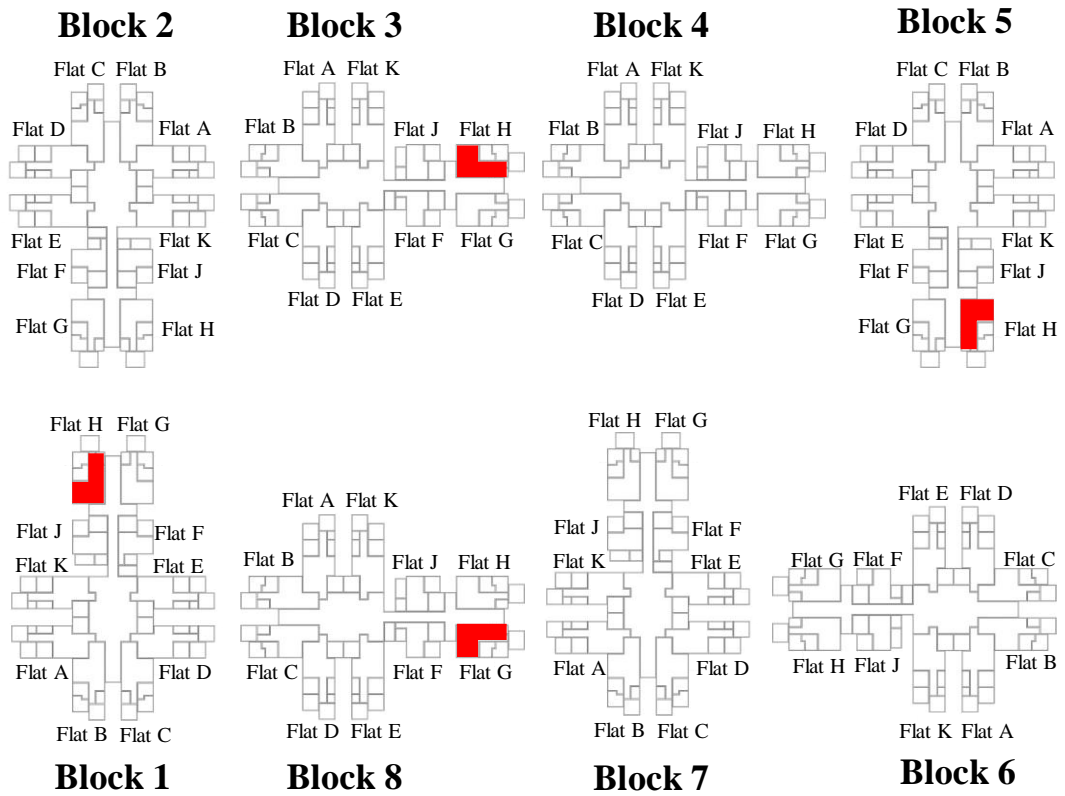 Block 2
Block 3
Block 4
Block 5
Flat C Flat B
Flat D Flat A
Flat E Flat K
Flat F Flat J
Flat G Flat H
Flat A Flat K
Flat B Flat J Flat H
Flat C Flat F Flat G
Flat D Flat E
Flat A Flat K
Flat B Flat J Flat H
Flat C Flat F Flat G
Flat D Flat E
Flat C Flat B
Flat D Flat A
Flat E Flat K
Flat F Flat J
Flat G Flat H
Flat H Flat G
Flat J Flat F
Flat K Flat E
Flat A Flat D
Flat B Flat C
Flat A Flat K
Flat B Flat J Flat H
Flat C Flat F Flat G
Flat D Flat E
Flat H Flat G
Flat J Flat F
Flat K Flat E
Flat A Flat D
Flat B Flat C
Flat E Flat D
Flat G Flat F Flat C
Flat H Flat J Flat B
Flat K Flat A
Block 1
Block 8
Block 7
Block 6